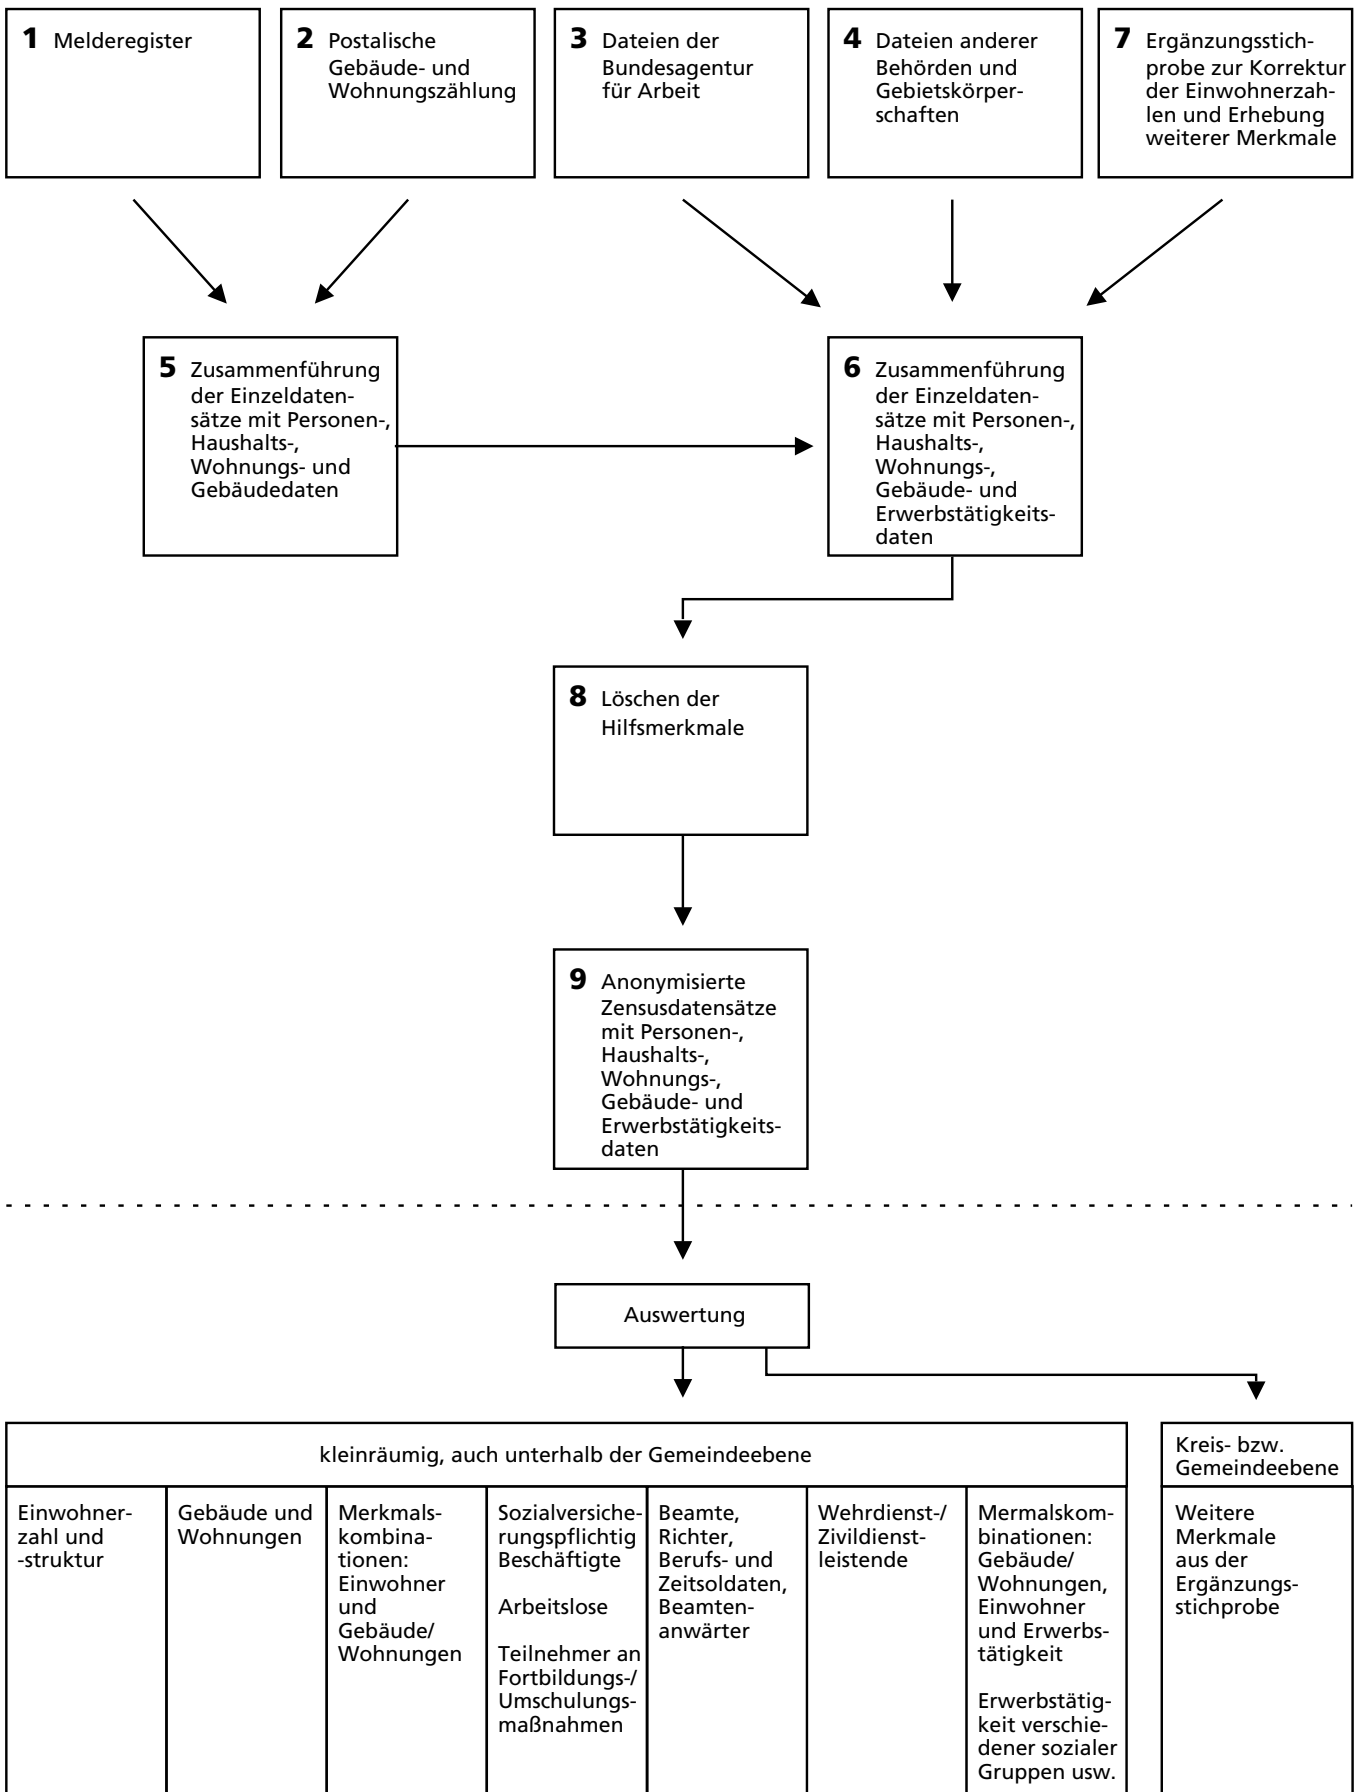 1 Melderegister
2 Postalische
Gebäude- und
Wohnungszählung
3 Dateien der
Bundesagentur
für Arbeit
4 Dateien anderer
Behörden und
Gebietskörper-
schaften
7 Ergänzungsstich-
probe zur Korrektur
der Einwohnerzah-
len und Erhebung
weiterer Merkmale
5 Zusammenführung
der Einzeldaten-
sätze mit Personen-,
Haushalts-,
Wohnungs- und
Gebäudedaten
6 Zusammenführung
der Einzeldaten-
sätze mit Personen-,
Haushalts-,
Wohnungs-,
Gebäude- und
Erwerbstätigkeits-
daten
8 Löschen der
Hilfsmerkmale
9 Anonymisierte
Zensusdatensätze
mit Personen-,
Haushalts-,
Wohnungs-,
Gebäude- und
Erwerbstätigkeits-
daten
Auswertung
kleinräumig, auch unterhalb der Gemeindeebene
Kreis- bzw.
Gemeindeebene
Einwohner-
zahl und
-struktur
Gebäude und
Wohnungen
Merkmals-
kombina-
tionen:
Einwohner
und
Gebäude/
Wohnungen
Sozialversiche-
rungspflichtig
Beschäftigte
Arbeitslose
Teilnehmer an
Fortbildungs-/
Umschulungs-
maßnahmen
Beamte,
Richter,
Berufs- und
Zeitsoldaten,
Beamten-
anwärter
Wehrdienst-/
Zivildienst-
leistende
Mermalskom-
binationen:
Gebäude/
Wohnungen,
Einwohner
und Erwerbs-
tätigkeit
Erwerbstätig-
keit verschie-
dener sozialer
Gruppen usw.
Weitere
Merkmale
aus der
Ergänzungs-
stichprobe